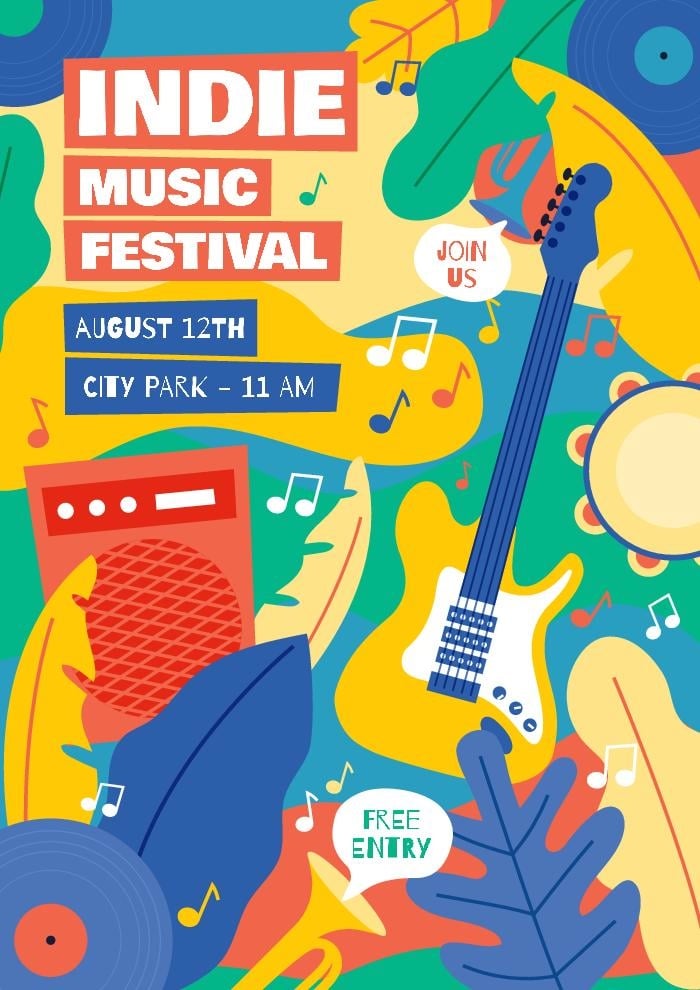 INDIE
MUSIC
FESTIVAL
AUGUST 12TH
CITY PARK – 11 AM
JOIN
US
FREE
ENTRY